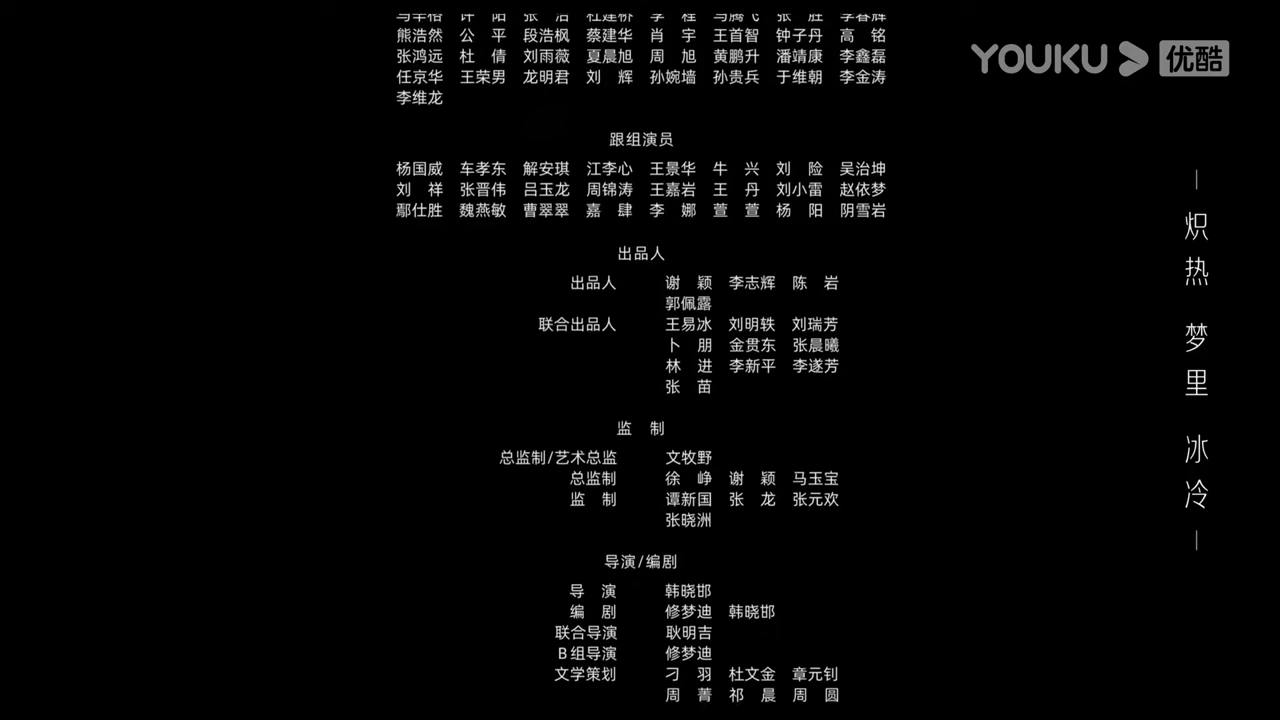 熊浩然 公 平 段浩枫 蔡建华 肖 宇 王首智 钟子丹 高 铭
张鸿远 杜 倩 刘雨薇 夏晨旭 周 旭 黄鹏升 潘靖康 李鑫磊
任京华 王荣男 龙明君 刘 辉 孙婉墙 孙贵兵 于维朝 李金涛
李维龙
跟组演员
杨国威 车孝东 解安琪 江李心 王景华 牛 兴 刘 险 吴治坤
刘 祥 张晋伟 吕玉龙 周锦涛 王嘉岩 王 丹 刘小雷 赵依梦
鄢仕胜 魏燕敏 曹翠翠 嘉 肆 李 娜 萱 萱 杨 阳 阴雪岩
出品人
出品人 谢 颖 李志辉 陈 岩
郭佩露
联合出品人 王易冰 刘明轶 刘瑞芳
卜 朋 金贯东 张晨曦
林 进 李新平 李遂芳
张 苗
监 制
总监制/艺术总监 文牧野
总监制 徐 峥 谢 颖 马玉宝
监 制 谭新国 张 龙 张元欢
张晓洲
导演/编剧
导 演 韩晓邯
编 剧 修梦迪 韩晓邯
联合导演 耿明吉
B组导演 修梦迪
文学策划 刁 羽 杜文金 章元钊
周 菁 祁 晨 周 圆
YOUKU 优酷
炽热 梦里 冰冷